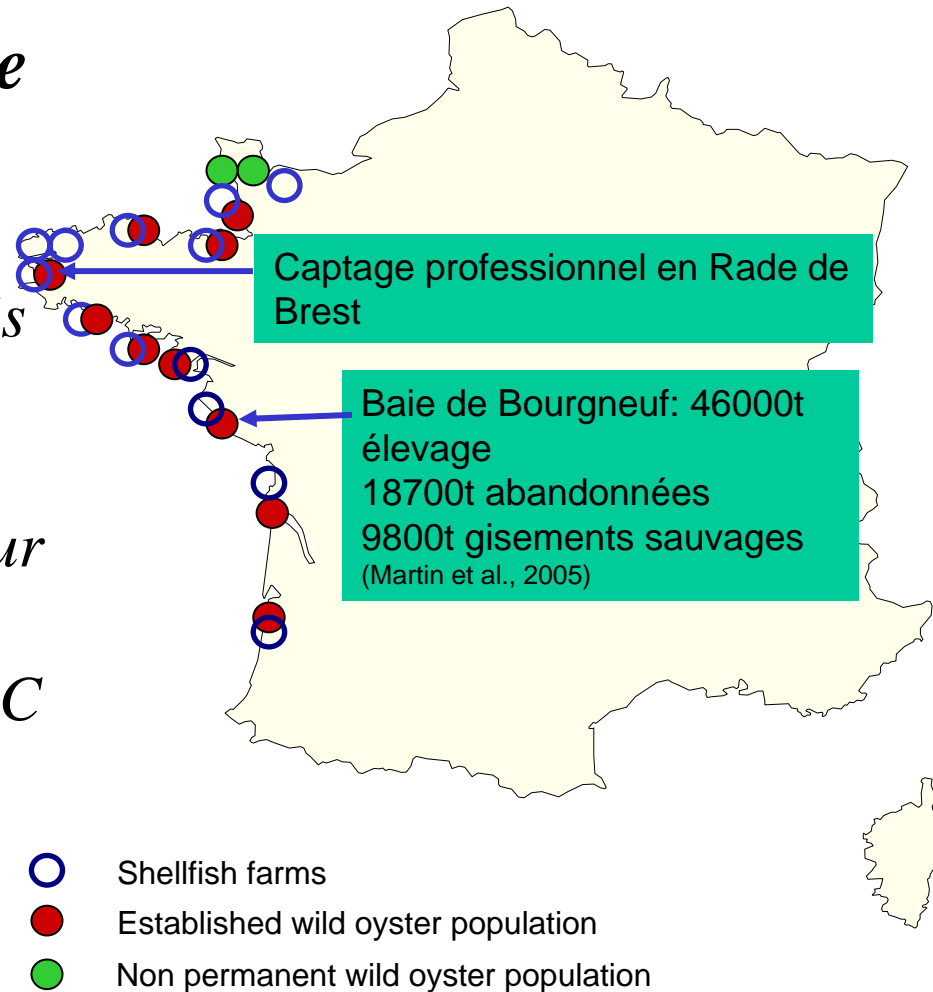 e
Captage professionnel en Rade de
Brest
s
Baie de Bourgneuf: 46000t
élevage
18700t abandonnées
9800t gisements sauvages
(Martin et al., 2005)
ur
C
Shellfish farms
Established wild oyster population
Non permanent wild oyster population